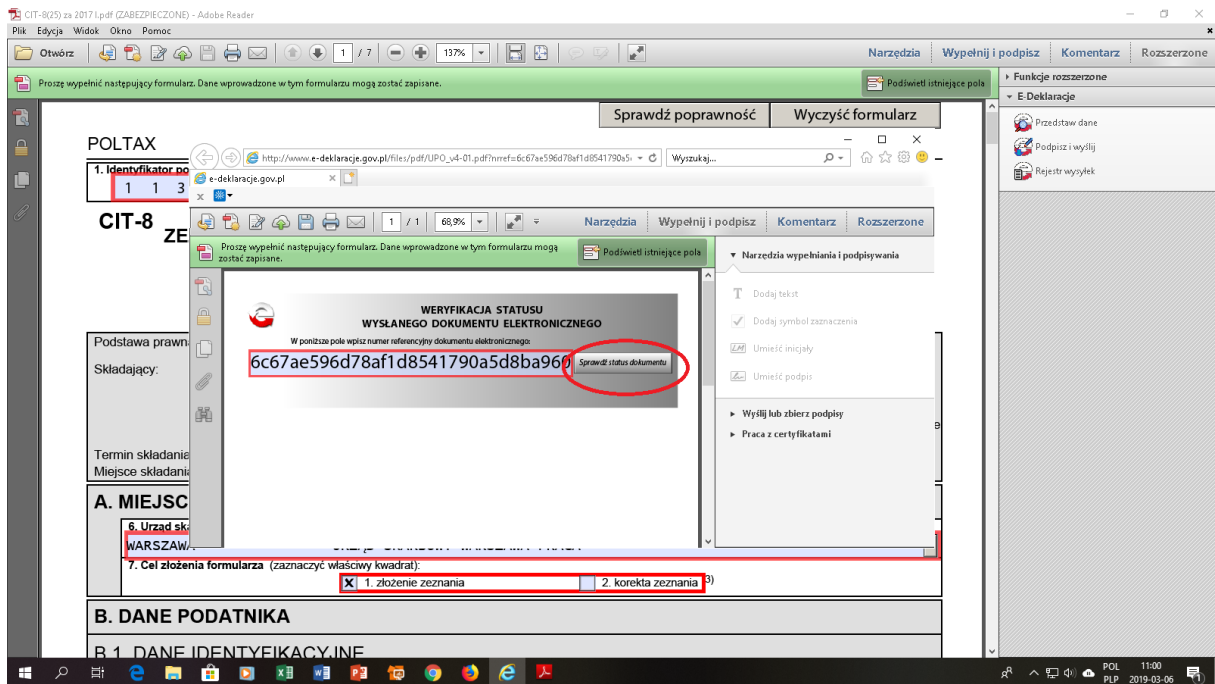 CIT-8(25) za 2017 I.pdf (ZABEZPIECZONE) - Adobe Reader
Plik Edycja Widok Okno Pomoc
Otwórz 1 / 7 137% Narzędzia Wypełnij i podpisz Komentarz Rozszerzone
Proszę wypełnić następujący formularz. Dane wprowadzone w tym formularzu mogą zostać zapisane. Podświetl istniejące pola
Funkcje rozszerzone
E-Deklaracje
Przedstaw dane
Podpisz i wyślij
Rejestr wysyłek
Sprawdź poprawność Wyczyść formularz
POLTAX
1. Identyfikator po
1 1 3
CIT-8
ZE
http://www.e-deklaracje.gov.pl/files/pdf/UPO_v4-01.pdf?nrref=6c67ae596d78af1d8541790a5 Wyszukaj...
e-deklaracje.gov.pl
1 / 1 68,9% Narzędzia Wypełnij i podpisz Komentarz Rozszerzone
Proszę wypełnić następujący formularz. Dane wprowadzone w tym formularzu mogą
zostać zapisane.
Podświetl istniejące pola
Narzędzia wypełniania i podpisywania
T Dodaj tekst
Dodaj symbol zaznaczenia
Umieść inicjały
Umieść podpis
Wyślij lub zbierz podpisy
Praca z certyfikatami
WERYFIKACJA STATUSU
WYSŁANEGO DOKUMENTU ELEKTRONICZNEGO
W poniższe pole wpisz numer referencyjny dokumentu elektronicznego:
6c67ae596d78af1d8541790a5d8ba960 Sprawdź status dokumentu
Podstawa prawn
Składający:
Termin składania
Miejsce składani
A. MIEJSC
6. Urząd sk
WARSZAWA
7. Cel złożenia formularza (zaznaczyć właściwy kwadrat):
x 1. złożenie zeznania 2. korekta zeznania 3)
B. DANE PODATNIKA
B.1. DANE IDENTYFIKACYJNE
POL 11:00
PLP 2019-03-06